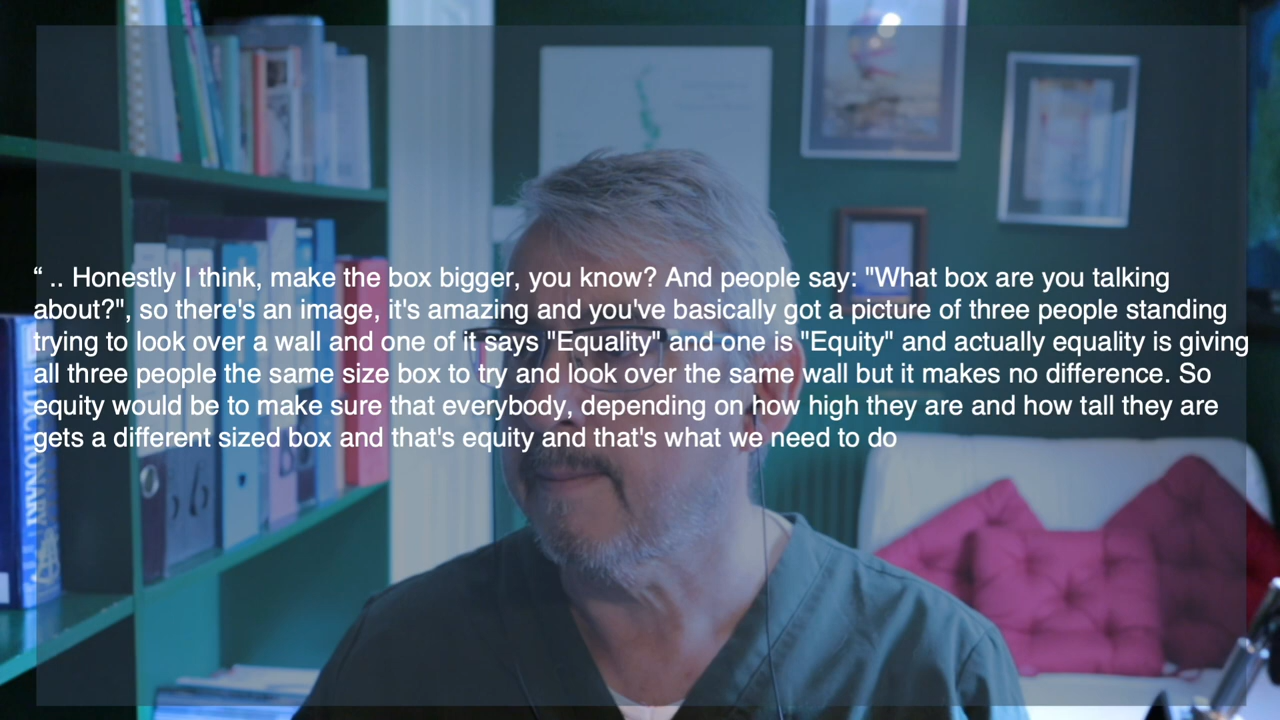 “ .. Honestly I think, make the box bigger, you know? And people say: "What box are you talking
about?", so there's an image, it's amazing and you've basically got a picture of three people standing
trying to look over a wall and one of it says "Equality" and one is "Equity" and actually equality is giving
all three people the same size box to try and look over the same wall but it makes no difference. So
equity would be to make sure that everybody, depending on how high they are and how tall they are
gets a different sized box and that's equity and that's what we need to do